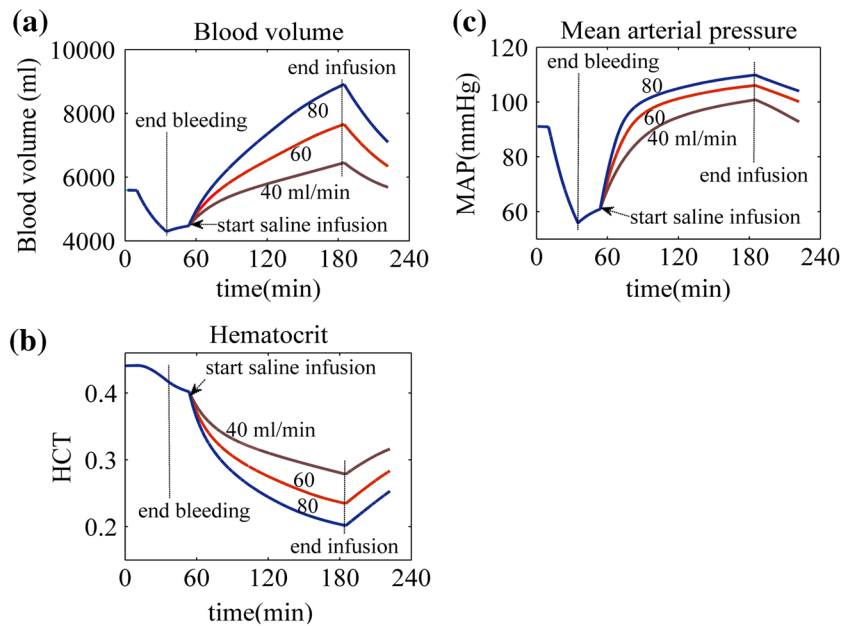 (a)
Blood volume
Blood volume (ml)
10000
8000
6000
4000
end infusion
end bleeding
80
60
40 ml/min
start saline infusion
0
60
120
180
240
time(min)
(c)
Mean arterial pressure
MAP(mmHg)
120
100
80
60
end bleeding
80
60
40 ml/min
end infusion
start saline infusion
0
60
120
180
240
time(min)
(b)
Hematocrit
HCT
0.4
0.3
0.2
start saline infusion
40 ml/min
60
80
end bleeding
end infusion
0
60
120
180
240
time(min)